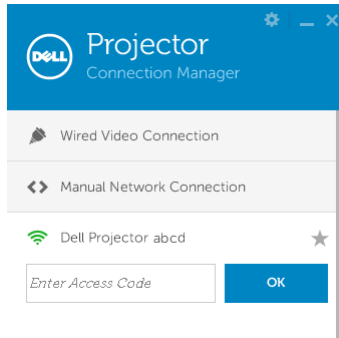 DELL
Projector
Connection Manager
Wired Video Connection
Manual Network Connection
Dell Projector abcd
Enter Access Code
OK